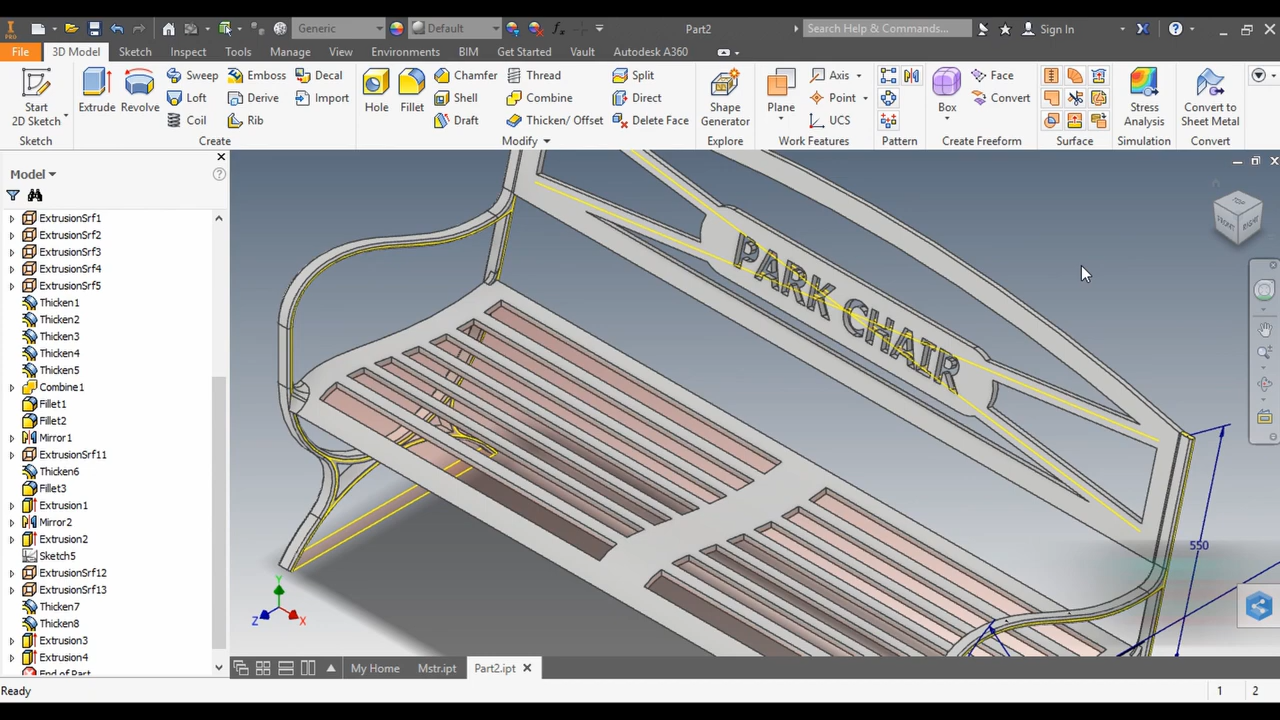 Generic
Default
Part2
Search Help & Commands...
Sign In
File
3D Model
Sketch
Inspect
Tools
Manage
View
Environments
BIM
Get Started
Vault
Autodesk A360
PRO
Start
2D Sketch
Sketch
Extrude
Revolve
Sweep
Loft
Coil
Emboss
Derive
Rib
Decal
Import
Create
Hole
Fillet
Chamfer
Shell
Draft
Thread
Combine
Thicken/ Offset
Split
Direct
Delete Face
Modify
Shape
Generator
Explore
Plane
Axis
Point
UCS
Work Features
Pattern
Box
Face
Convert
Create Freeform
Surface
Stress
Analysis
Simulation
Convert to
Sheet Metal
Convert
Model
ExtrusionSrf1
ExtrusionSrf2
ExtrusionSrf3
ExtrusionSrf4
ExtrusionSrf5
Thicken1
Thicken2
Thicken3
Thicken4
Thicken5
Combine1
Fillet1
Fillet2
Mirror1
ExtrusionSrf11
Thicken6
Fillet3
Extrusion1
Mirror2
Extrusion2
Sketch5
ExtrusionSrf12
ExtrusionSrf13
Thicken7
Thicken8
Extrusion3
Extrusion4
End of Part
PARK CHAIR
TOP
FRONT
RIGHT
550
Y
Z
X
My Home
Mstr.ipt
Part2.ipt
Ready
1
2